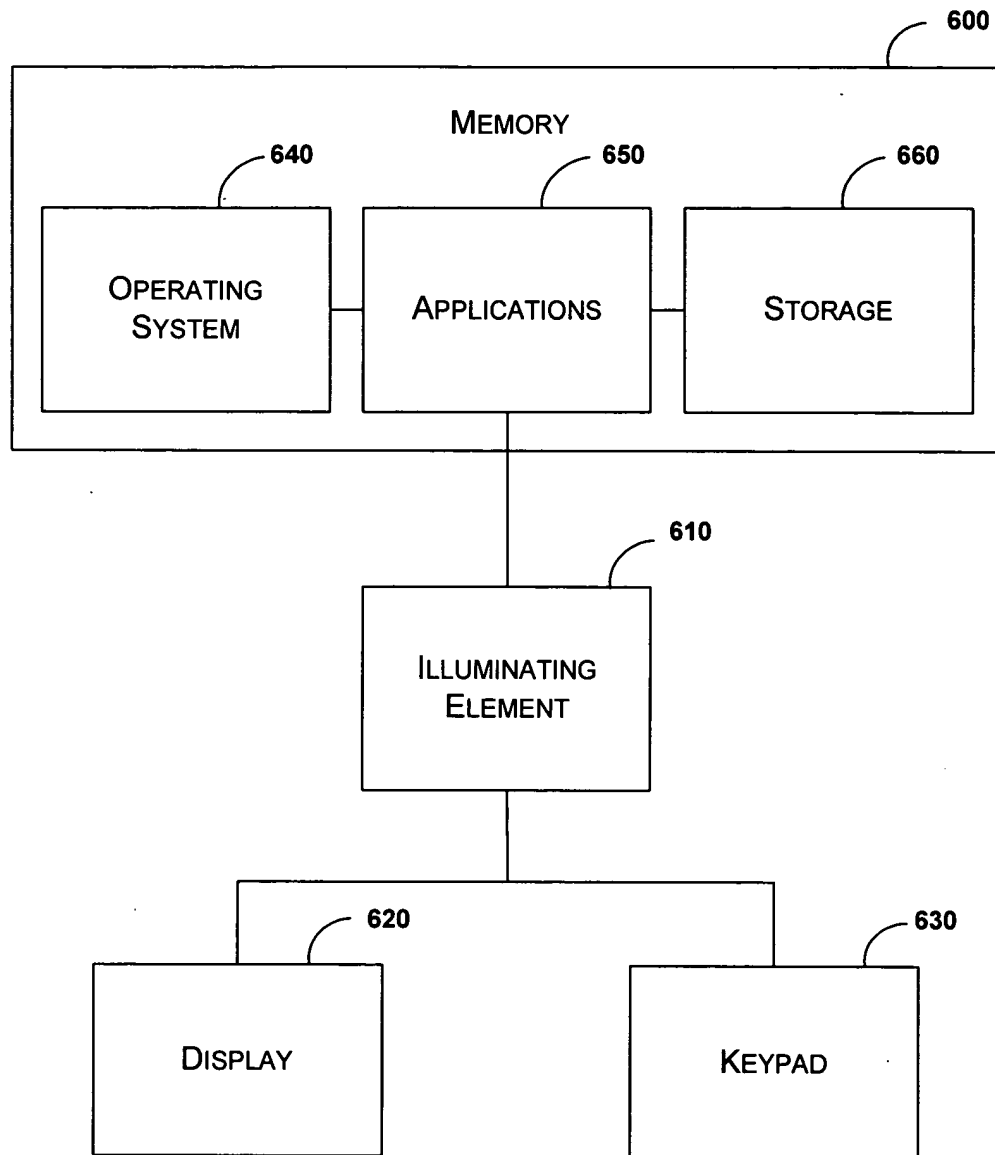 600
MEMORY
640
650
660
OPERATING
SYSTEM
APPLICATIONS
STORAGE
610
ILLUMINATING
ELEMENT
620
630
DISPLAY
KEYPAD